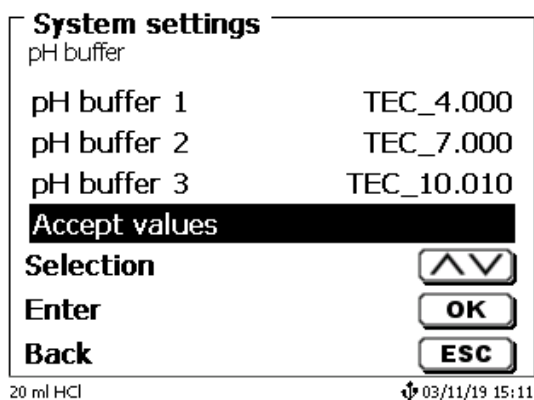 System settings
pH buffer
pH buffer 1 TEC_4.000
pH buffer 2 TEC_7.000
pH buffer 3 TEC_10.010
Accept values
Selection
Enter OK
Back ESC
20 ml HCl 03/11/19 15:11